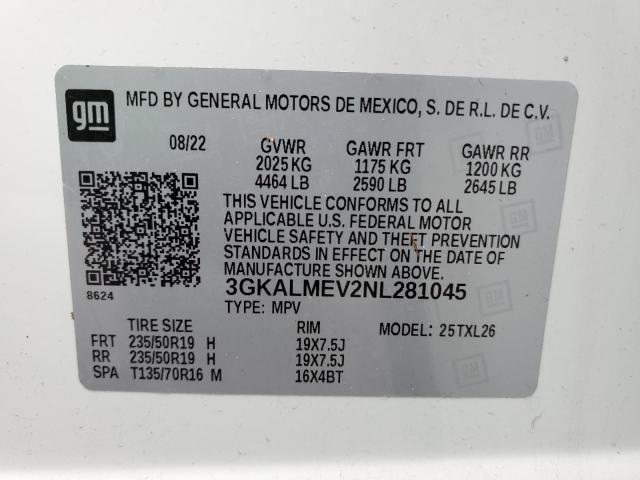 gm
MFD BY GENERAL MOTORS DE MEXICO, S. DE R.L. DE C.V.
08/22 GVWR GAWR FRT GAWR RR
2025 KG 1175 KG 1200 KG
4464 LB 2590 LB 2645 LB
THIS VEHICLE CONFORMS TO ALL
APPLICABLE U.S. FEDERAL MOTOR
VEHICLE SAFETY AND THEFT PREVENTION
STANDARDS IN EFFECT ON THE DATE OF
MANUFACTURE SHOWN ABOVE.
8624
3GKALMEV2NL281045
TYPE: MPV
TIRE SIZE RIM MODEL: 25TXL26
FRT 235/50R19 H 19X7.5J
RR 235/50R19 H 19X7.5J
SPA T135/70R16 M 16X4BT